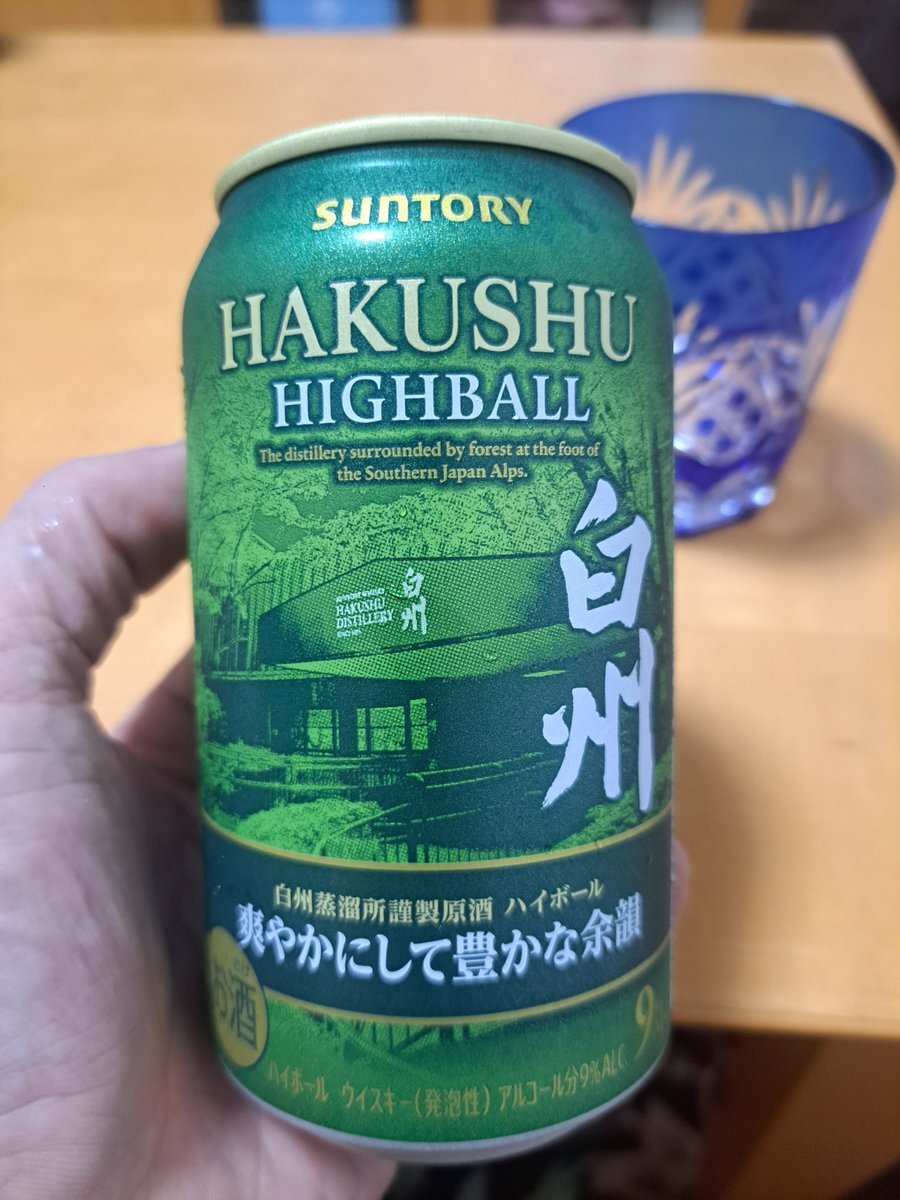 SUNTORY
HAKUSHU
HIGHBALL
The distillery surrounded by forest at the foot of
the Southern Japan Alps.
白州
白州
HAKUSHU
DISTILLERY
白州蒸溜所謹製原酒 ハイボール
爽やかにして豊かな余韻
お酒
9
ハイボール ウイスキー(発泡性) アルコール分9%ALC